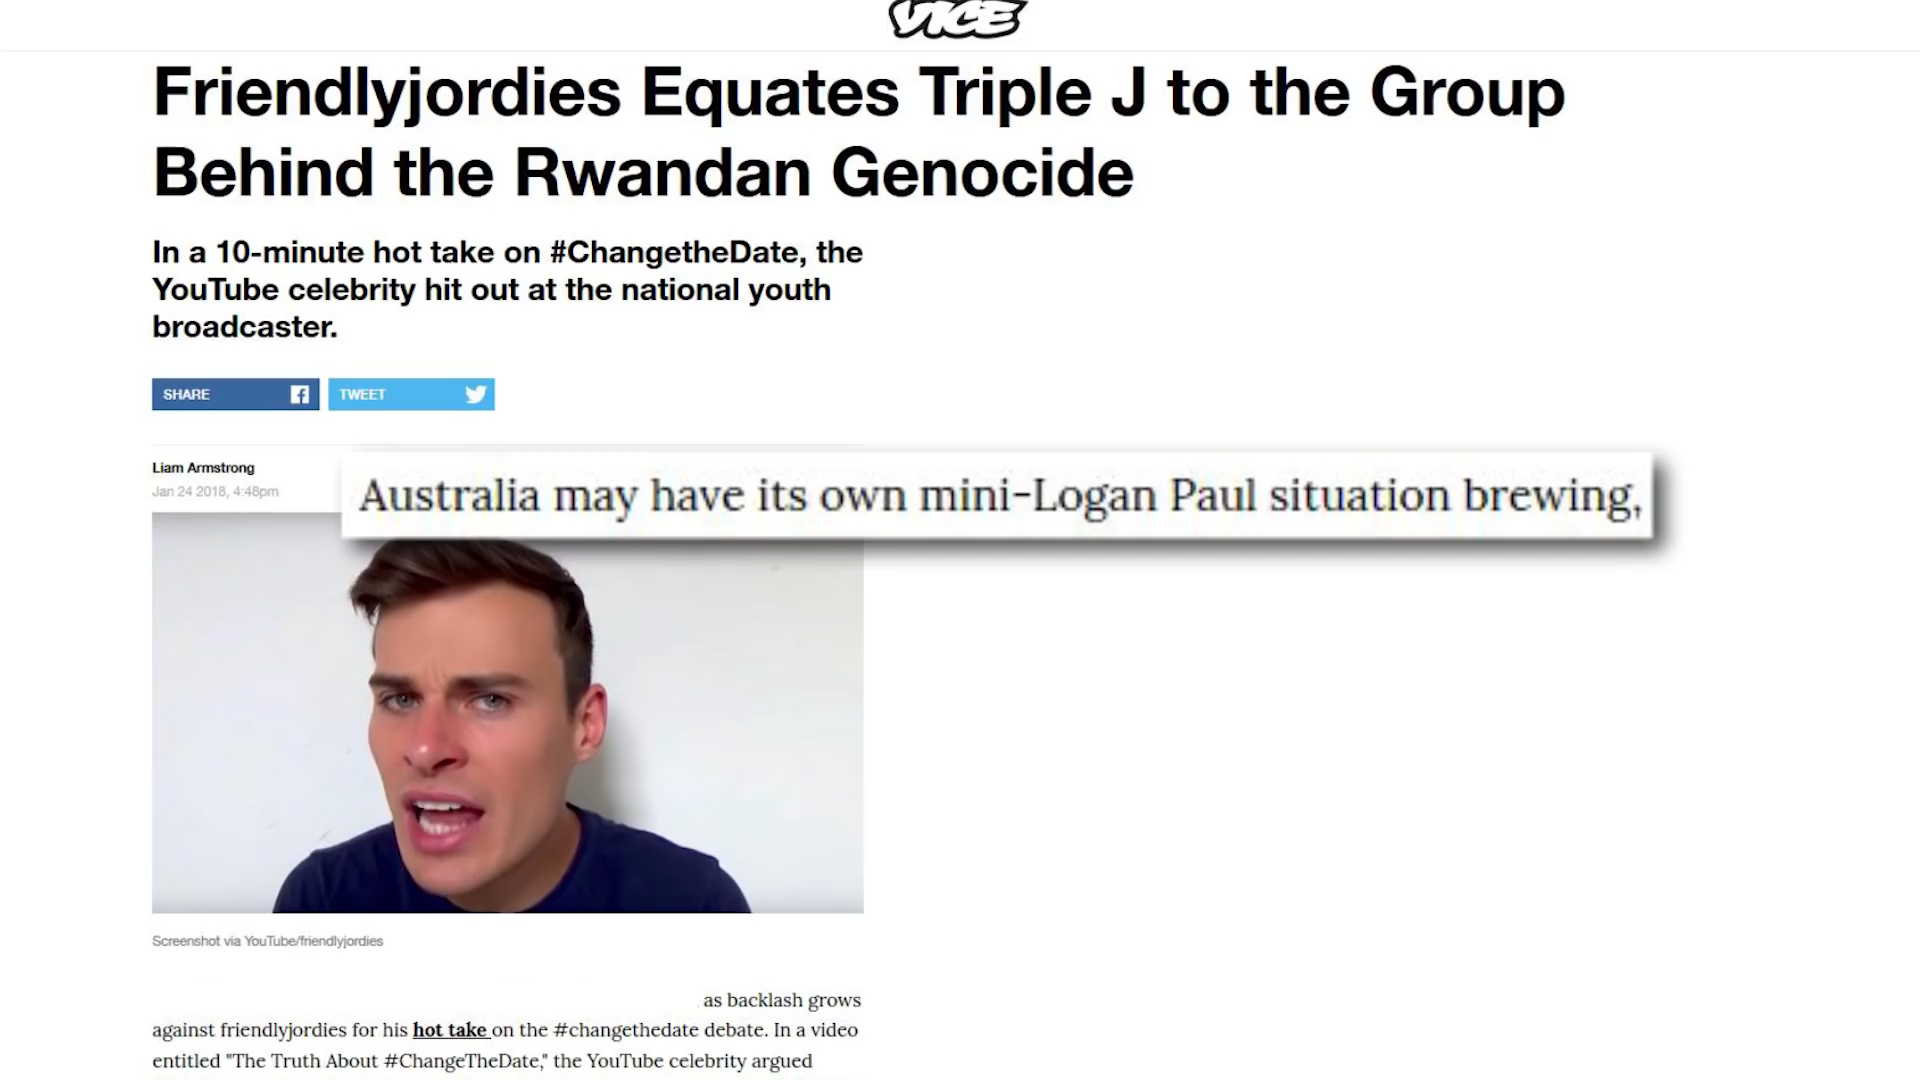 VICE
Friendlyjordies Equates Triple J to the Group
Behind the Rwandan Genocide
In a 10-minute hot take on #ChangetheDate, the
YouTube celebrity hit out at the national youth
broadcaster.
SHARE
TWEET
Liam Armstrong
Jan 24 2018, 4:48pm
Australia may have its own mini-Logan Paul situation brewing,
Screenshot via YouTube/friendlyjordies
as backlash grows
against friendlyjordies for his hot take on the #changethedate debate. In a video
entitled "The Truth About #ChangeTheDate," the YouTube celebrity argued